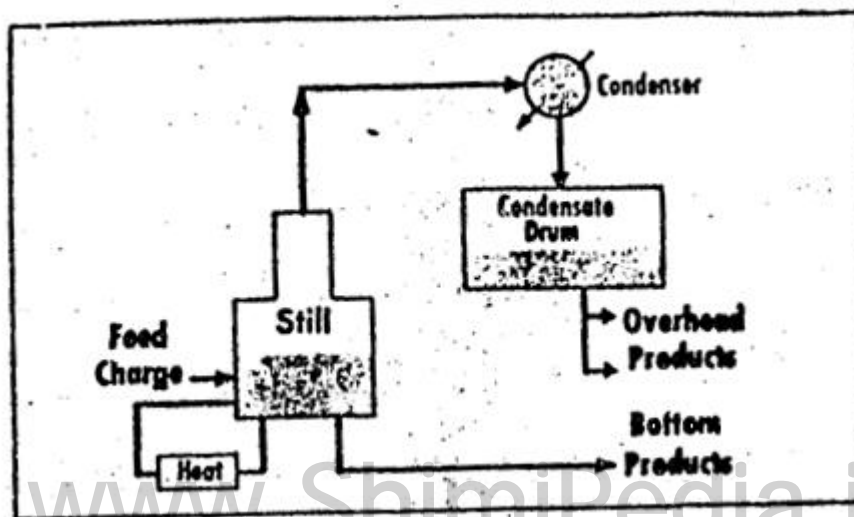 Condenser
Condensate
Drum
Still
Feed
Charge
Overhead
Products
Bottom
Products
Heat
www.ShimiPedia.i